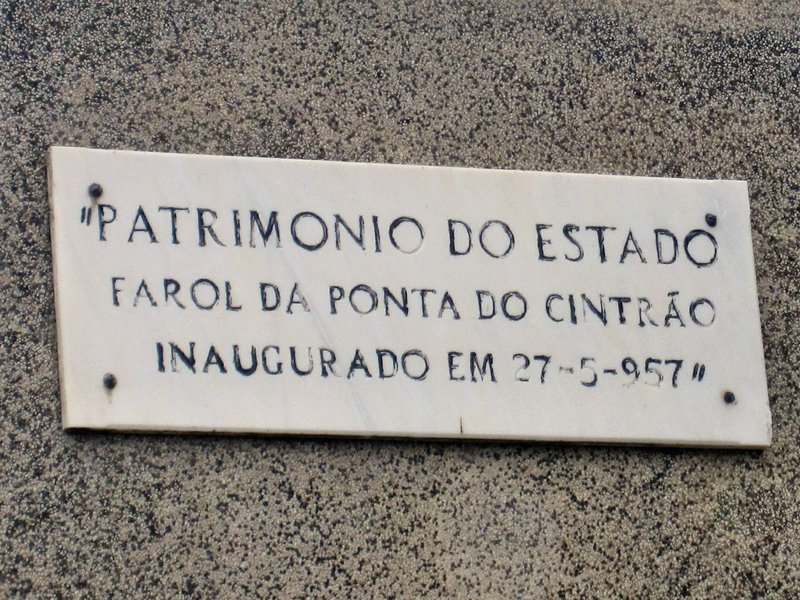 "PATRIMONIO DO ESTADO
FAROL DA PONTA DO CINTRÃO
INAUGURADO EM 27-5-957"